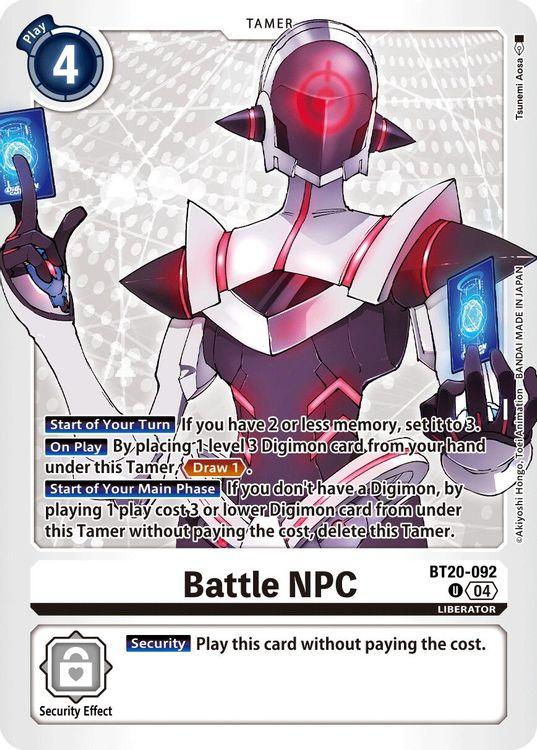 TAMER
Play
4
Tsunemi Aosa
©Akiyoshi Hongo, Toei Animation BANDAI MADE IN JAPAN
Start of Your Turn If you have 2 or less memory, set it to 3.
On Play By placing 1 level 3 Digimon card from your hand
under this Tamer, Draw 1.
Start of Your Main Phase If you don't have a Digimon, by
playing 1 play cost 3 or lower Digimon card from under
this Tamer without paying the cost, delete this Tamer.
Battle NPC
BT20-092
U 04
LIBERATOR
Security Play this card without paying the cost.
Security Effect